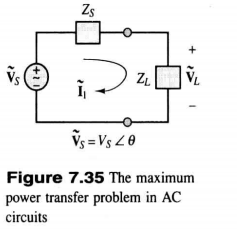 Z_S
+
Ṽ_S
+
−
Ĩ_1
Z_L
Ṽ_L
−
Ṽ_S = V_S ∠ θ
Figure 7.35 The maximum
power transfer problem in AC
circuits